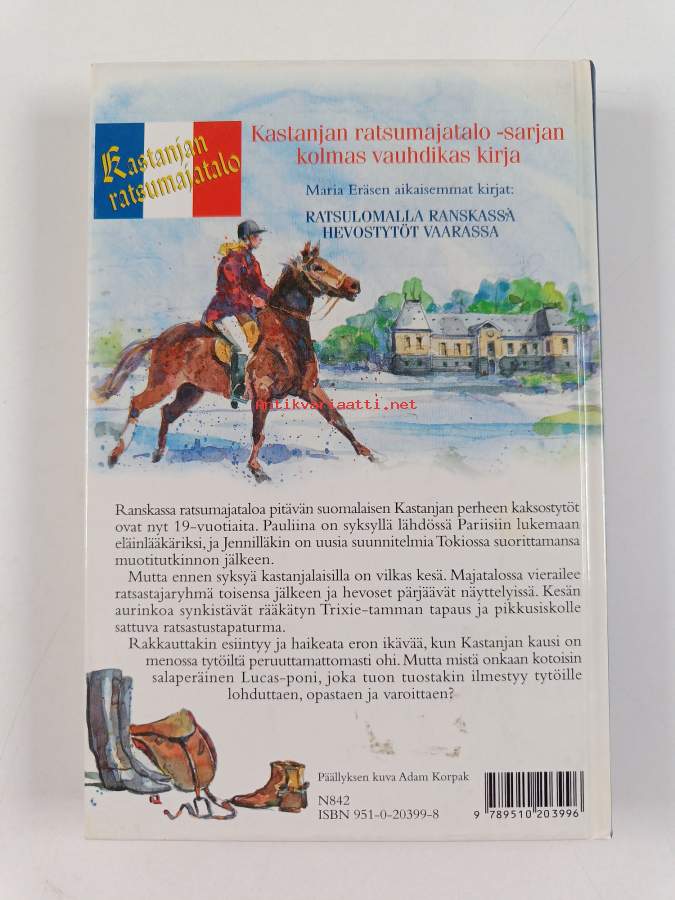 Kastanjan
ratsumajatalo
Kastanjan ratsumajatalo -sarjan
kolmas vauhdikas kirja
Maria Eräsen aikaisemmat kirjat:
RATSULOMALLA RANSKASSA
HEVOSTYTÖT VAARASSA
Antikvariaatti.net
Ranskassa ratsumajataloa pitävän suomalaisen Kastanjan perheen kaksostytöt
ovat nyt 19-vuotiaita. Pauliina on syksyllä lähdössä Pariisiin lukemaan
eläinlääkäriksi, ja Jennilläkin on uusia suunnitelmia Tokiossa suorittamansa
muotitutkinnon jälkeen.
Mutta ennen syksyä kastanjalaisilla on vilkas kesä. Majatalossa vierailee
ratsastajaryhmä toisensa jälkeen ja hevoset pärjäävät näyttelyissä. Kesän
aurinkoa synkistävät rääkätyn Trixie-tamman tapaus ja pikkusiskolle
sattuva ratsastustapaturma.
Rakkauttakin esiintyy ja haikeata eron ikävää, kun Kastanjan kausi on
menossa tytöiltä peruuttamattomasti ohi. Mutta mistä onkaan kotoisin
salaperäinen Lucas-poni, joka tuon tuostakin ilmestyy tytöille
lohduttaen, opastaen ja varoittaen?
Päällyksen kuva Adam Korpak
N842
ISBN 951-0-20399-8
9 789510 203996